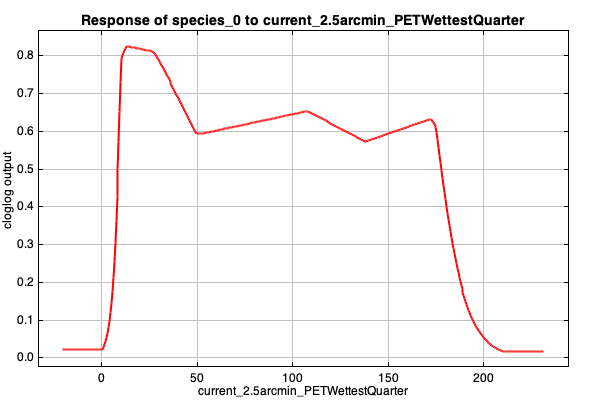 Response of species_0 to current_2.5arcmin_PETWettestQuarter
0.8
0.7
0.6
0.5
0.4
0.3
0.2
0.1
0.0
cloglog output
0 50 100 150 200
current_2.5arcmin_PETWettestQuarter